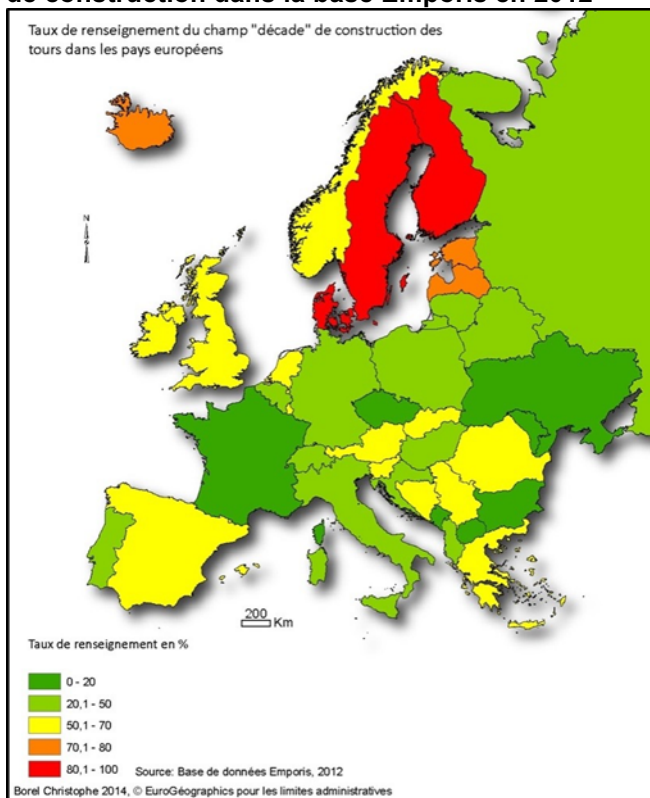 de construction dans la base Emporis en 2012
Taux de renseignement du champ "décade" de construction des
tours dans les pays européens
N
200
Km
Taux de renseignement en %
0 - 20
20,1 - 50
50,1 - 70
70,1 - 80
80,1 - 100
Source: Base de données Emporis, 2012
Borel Christophe 2014, © EuroGéographics pour les limites administratives